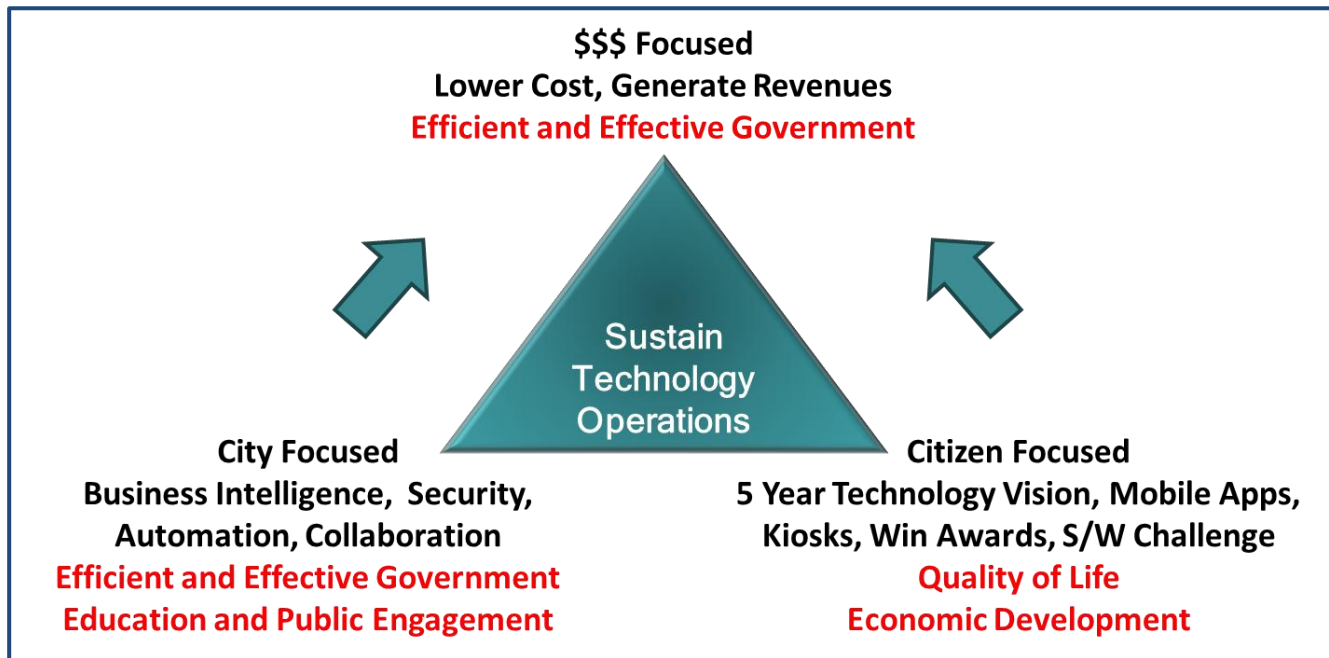 $$$ Focused
Lower Cost, Generate Revenues
Efficient and Effective Government
Sustain
Technology
Operations
City Focused
Business Intelligence, Security,
Automation, Collaboration
Efficient and Effective Government
Education and Public Engagement
Citizen Focused
5 Year Technology Vision, Mobile Apps,
Kiosks, Win Awards, S/W Challenge
Quality of Life
Economic Development